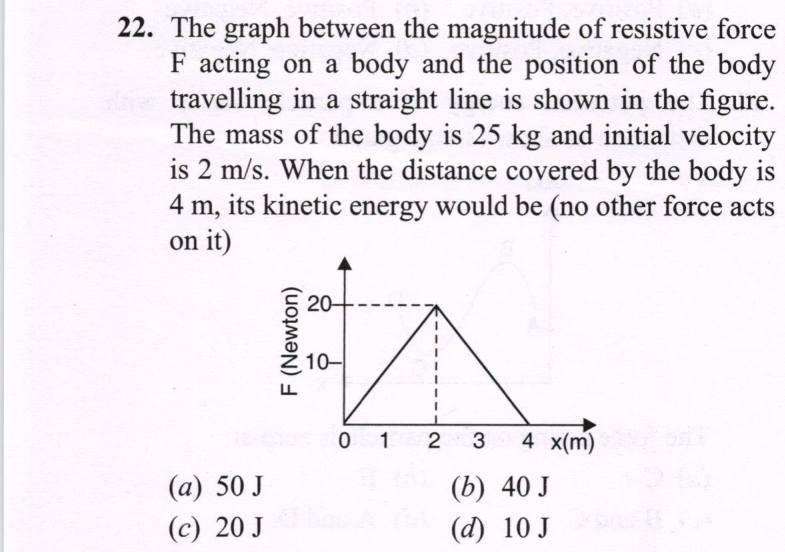 22. The graph between the magnitude of resistive force
F acting on a body and the position of the body
travelling in a straight line is shown in the figure.
The mass of the body is 25 kg and initial velocity
is 2 m/s. When the distance covered by the body is
4 m, its kinetic energy would be (no other force acts
on it)
F (Newton)
20
10
0 1 2 3 4 x(m)
(a) 50 J (b) 40 J
(c) 20 J (d) 10 J